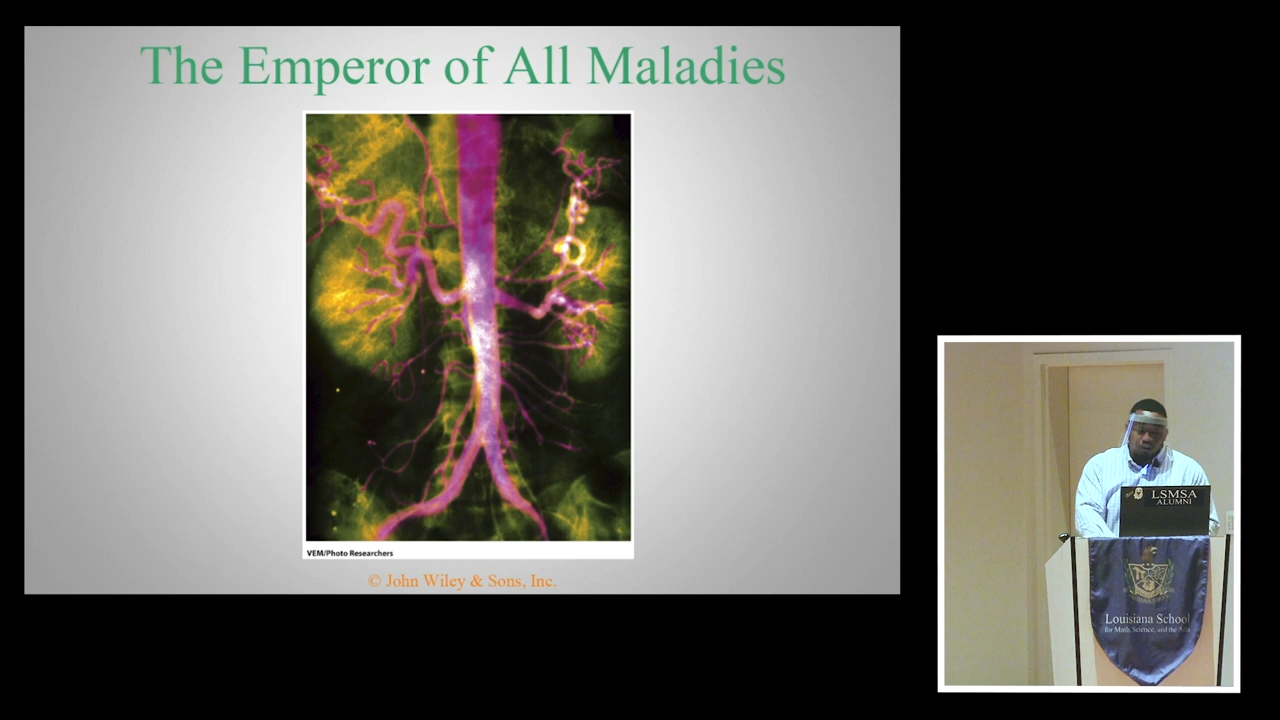 The Emperor of All Maladies
VEM/Photo Researchers
© John Wiley & Sons, Inc.
LSMSA
ALUMNI
Louisiana School
for Math, Science, and the Arts